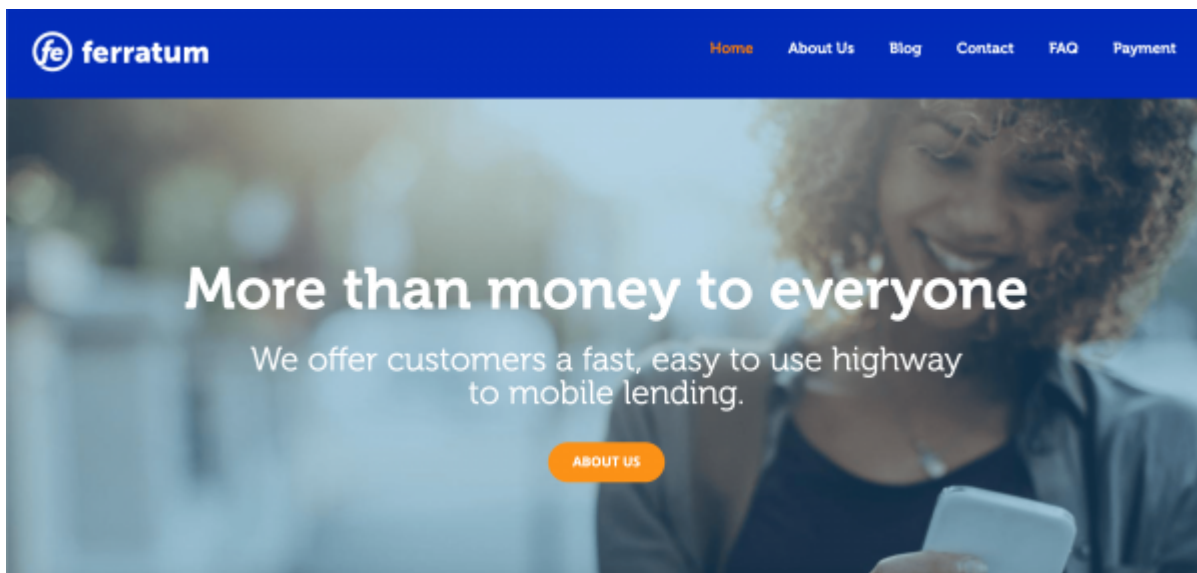 fe ferratum
Home About Us Blog Contact FAQ Payment
More than money to everyone
We offer customers a fast, easy to use highway
to mobile lending.
ABOUT US